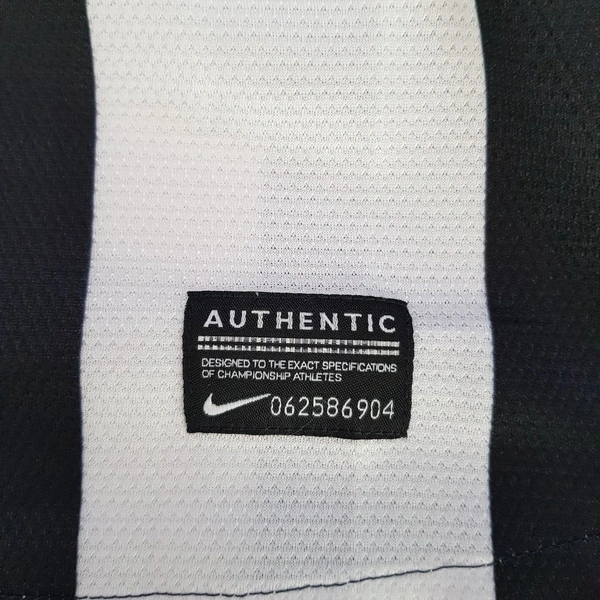 AUTHENTIC
DESIGNED TO THE EXACT SPECIFICATIONS
OF CHAMPIONSHIP ATHLETES
062586904